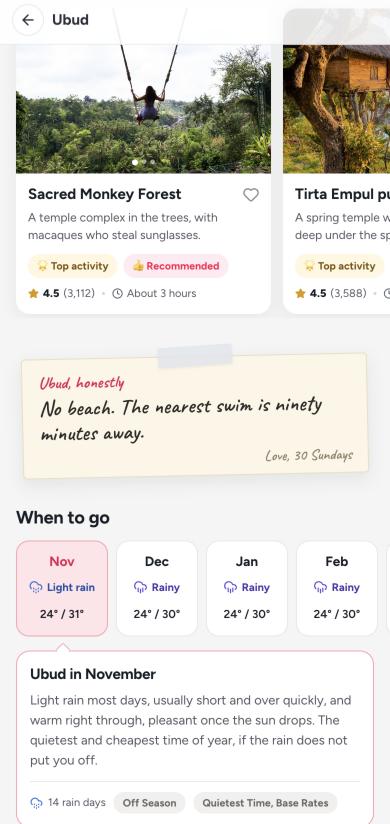 Ubud
Sacred Monkey Forest
A temple complex in the trees, with
macaques who steal sunglasses.
Top activity
Recommended
4.5 (3,112) • About 3 hours
Tirta Empul pu
A spring temple w
deep under the sp
Top activity
4.5 (3,588) •
Ubud, honestly
No beach. The nearest swim is ninety
minutes away.
Love, 30 Sundays
When to go
Nov
Light rain
24° / 31°
Dec
Rainy
24° / 30°
Jan
Rainy
24° / 30°
Feb
Rainy
24° / 30°
Ubud in November
Light rain most days, usually short and over quickly, and
warm right through, pleasant once the sun drops. The
quietest and cheapest time of year, if the rain does not
put you off.
14 rain days
Off Season
Quietest Time, Base Rates